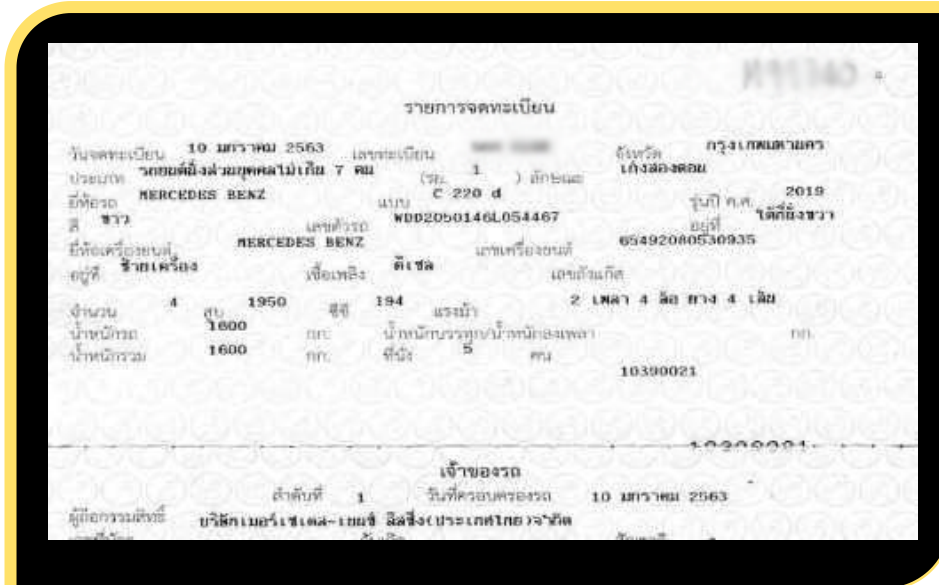 รายการจดทะเบียน
วันจดทะเบียน 10 มกราคม 2563 เลขทะเบียน จังหวัด กรุงเทพมหานคร
ประเภท รถยนต์นั่งส่วนบุคคลไม่เกิน 7 คน (รย. 1 ) ลักษณะ เก๋งสองตอน
ยี่ห้อรถ MERCEDES BENZ แบบ C 220 d รุ่นปี ค.ศ. 2019
สี ขาว เลขตัวรถ WDD2050146L054467 อยู่ที่ ใต้ที่นั่งขวา
ยี่ห้อเครื่องยนต์ MERCEDES BENZ เลขเครื่องยนต์ 65492080530935
อยู่ที่ ซ้ายเครื่อง เชื้อเพลิง ดีเซล เลขถังแก๊ส
จำนวน 4 สูบ 1950 ซีซี 194 แรงม้า 2 เพลา 4 ล้อ ยาง 4 เส้น
น้ำหนักรถ 1600 กก. น้ำหนักบรรทุก/น้ำหนักลงเพลา กก.
น้ำหนักรวม 1600 กก. ที่นั่ง 5 คน
10390021
เจ้าของรถ
ลำดับที่ 1 วันที่ครอบครองรถ 10 มกราคม 2563
ผู้ถือกรรมสิทธิ์ บริษัทเมอร์เซเดส-เบนซ์ ลีสซิ่ง(ประเทศไทย)จำกัด